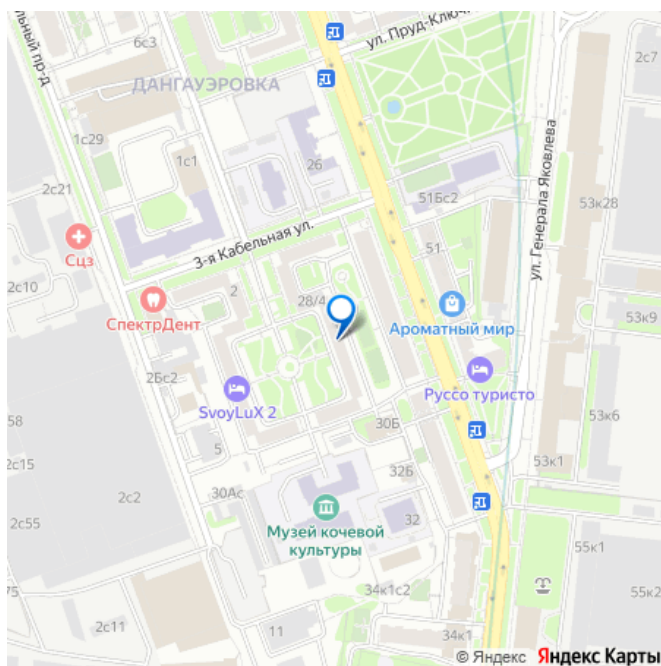 ул. Пруд-Ключ.
льный пр-д
6с3
ДАНГАУЭРОВКА
2с7
1с29
1с1
26
2с21
51Бс2
53к28
ул. Генерала Яковлева
3-я Кабельная ул.
Сцз
51
2с10
2
28/4
СпектрДент
Ароматный мир
53к9
2Бс2
Руссо туристо
SvoyLuX 2
53к6
58
30Б
5
2с15
32Б
53к1
2с2
30Ас
2с55
Музей кочевой
культуры
32
55к1
75
34к1с2
55к2
2с11
11
34к1
© Яндекс Яндекс Карты